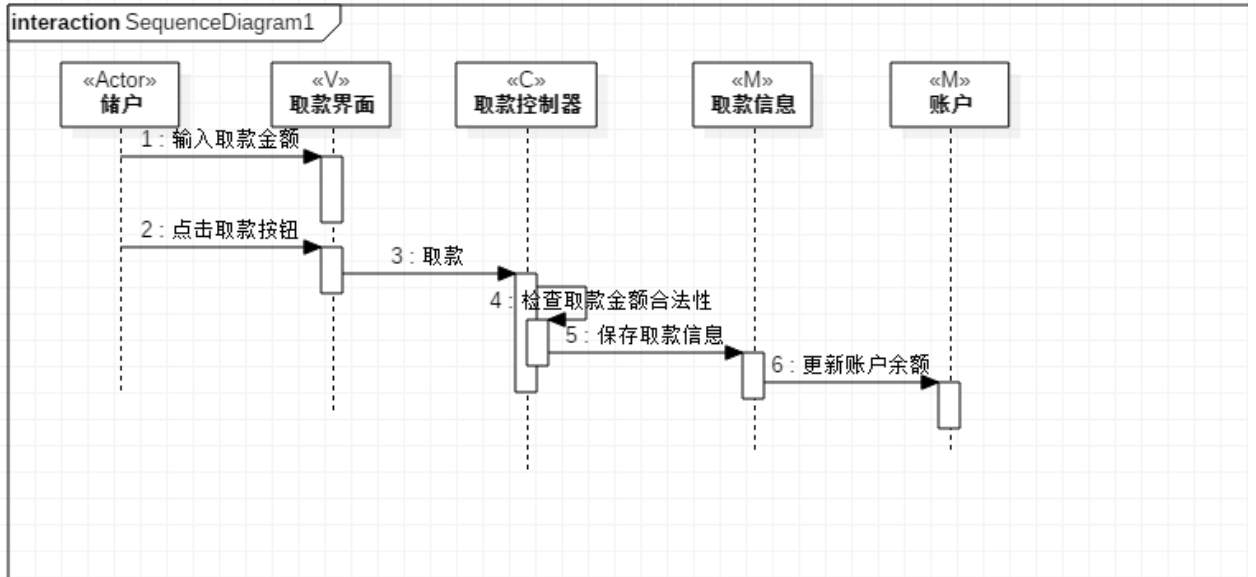 interaction SequenceDiagram1
«Actor»
储户
«V»
取款界面
«C»
取款控制器
«M»
取款信息
«M»
账户
1 : 输入取款金额
2 : 点击取款按钮
3 : 取款
4 : 检查取款金额合法性
5 : 保存取款信息
6 : 更新账户余额